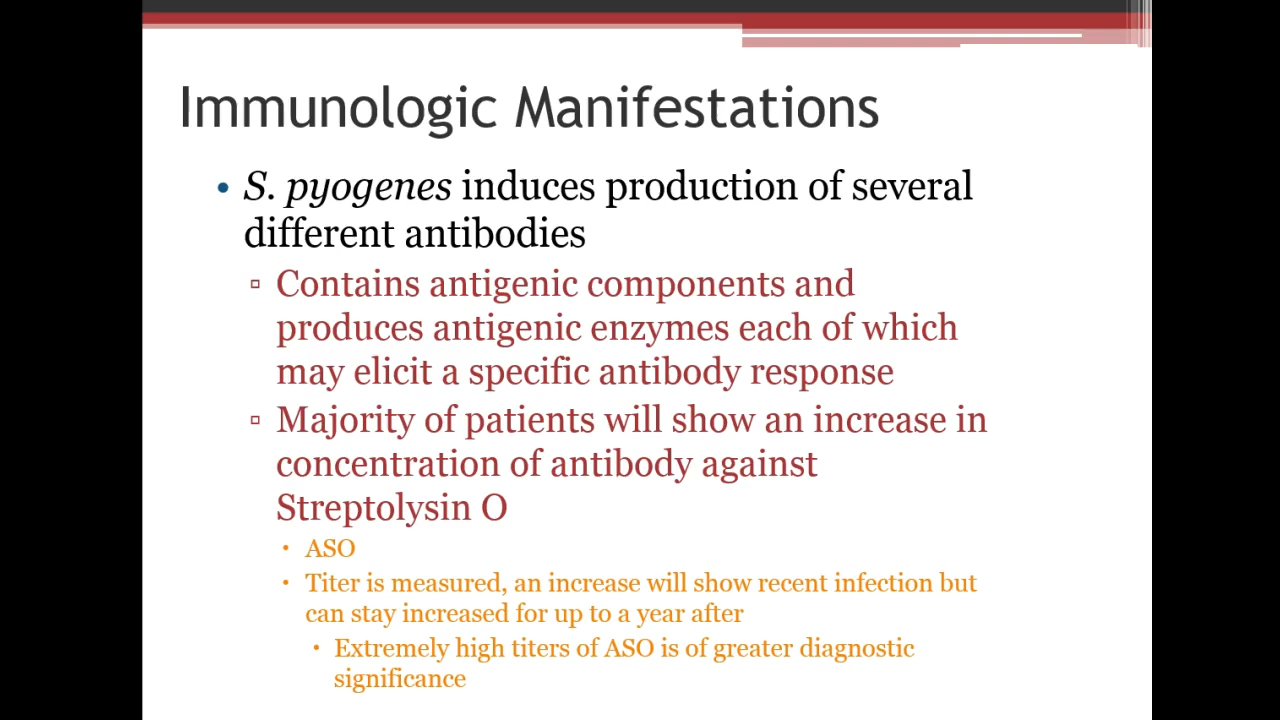 Immunologic Manifestations
• S. pyogenes induces production of several
different antibodies
▫ Contains antigenic components and
produces antigenic enzymes each of which
may elicit a specific antibody response
▫ Majority of patients will show an increase in
concentration of antibody against
Streptolysin O
• ASO
• Titer is measured, an increase will show recent infection but
can stay increased for up to a year after
• Extremely high titers of ASO is of greater diagnostic
significance